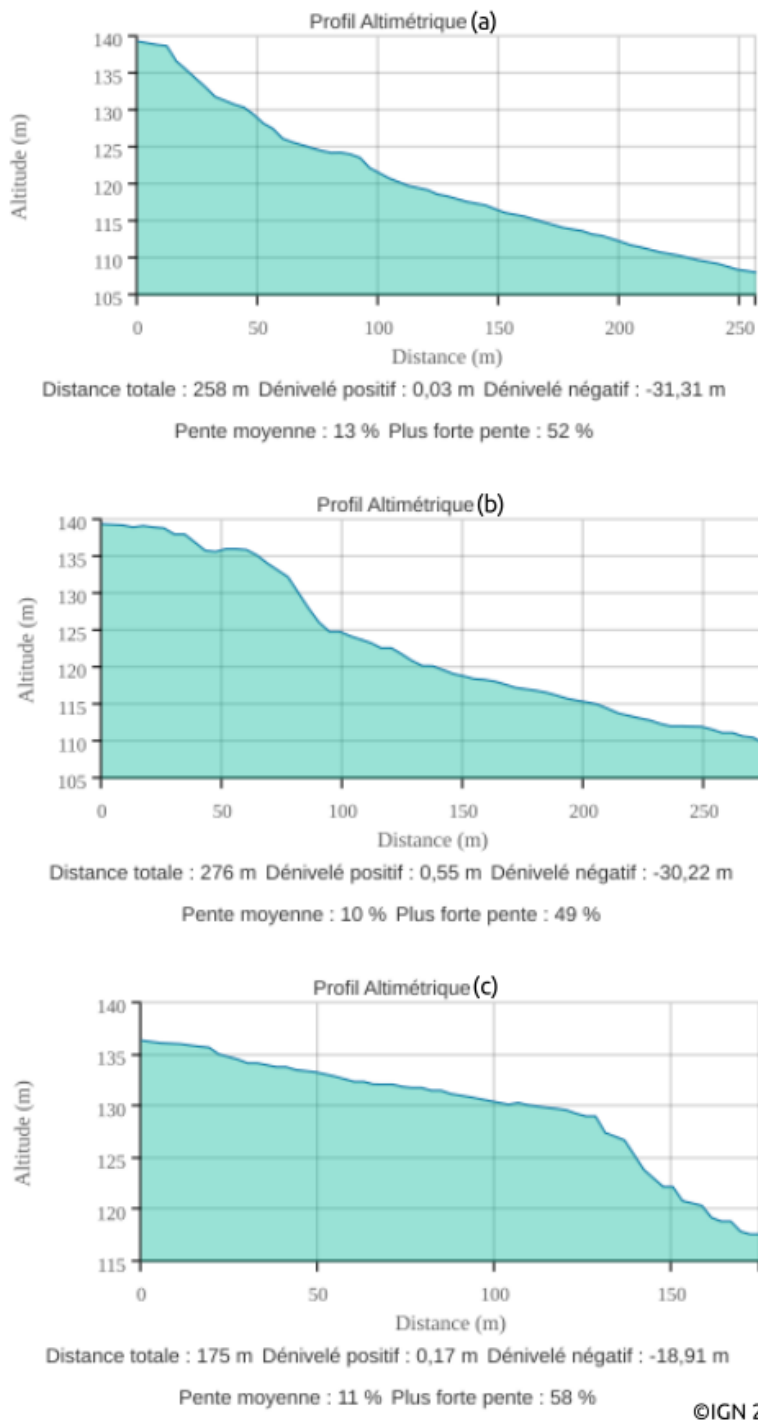 Profil Altimétrique (a)
140
135
130
125
120
115
110
105
Altitude (m)
0 50 100 150 200 250
Distance (m)
Distance totale : 258 m Dénivelé positif : 0,03 m Dénivelé négatif : -31,31 m
Pente moyenne : 13 % Plus forte pente : 52 %
Profil Altimétrique (b)
140
135
130
125
120
115
110
105
Altitude (m)
0 50 100 150 200 250
Distance (m)
Distance totale : 276 m Dénivelé positif : 0,55 m Dénivelé négatif : -30,22 m
Pente moyenne : 10 % Plus forte pente : 49 %
Profil Altimétrique (c)
140
135
130
125
120
115
Altitude (m)
0 50 100 150
Distance (m)
Distance totale : 175 m Dénivelé positif : 0,17 m Dénivelé négatif : -18,91 m
Pente moyenne : 11 % Plus forte pente : 58 %
©IGN 2